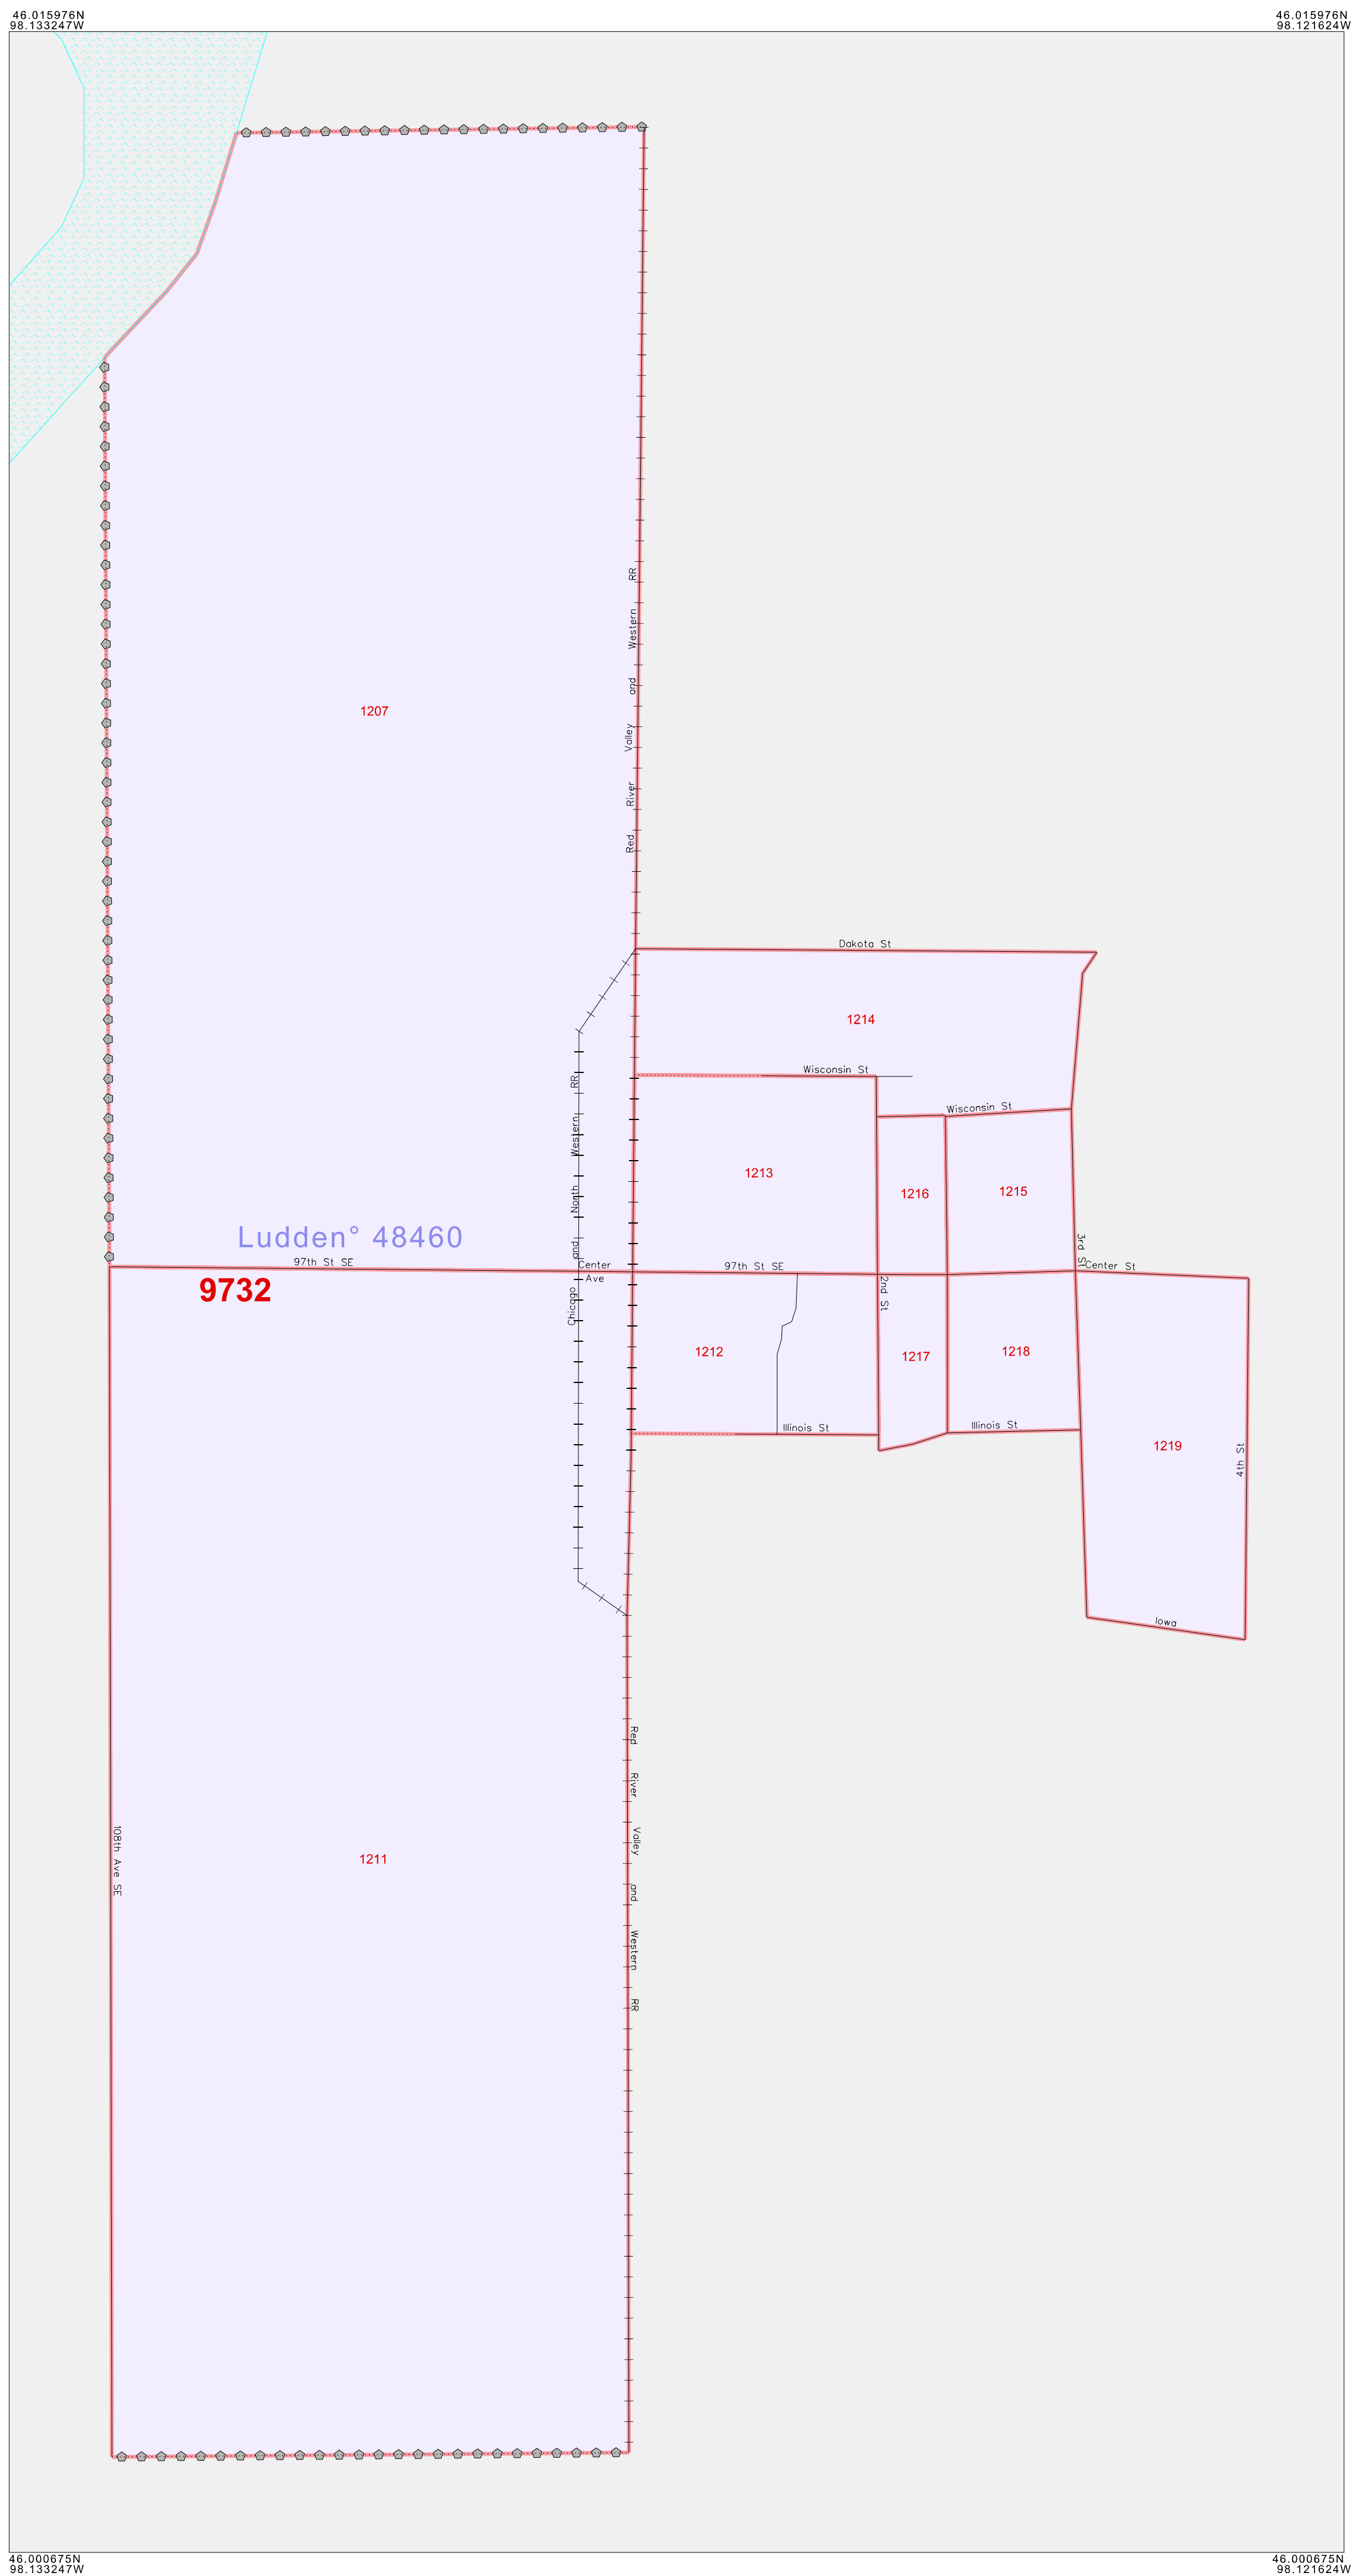 46.015976N
98.133247W
46.015976N
98.121624W
Red River Valley and Western RR
1207
Dakota St
1214
Wisconsin St
Wisconsin St
Chicago and North Western RR
1213
1216
1215
Ludden° 48460
3rd St
97th St SE
Center
Ave
97th St SE
Center St
9732
2nd St
1212
1217
1218
Illinois St
Illinois St
1219
4th St
Iowa
Red River Valley and Western RR
108th Ave SE
1211
46.000675N
98.133247W
46.000675N
98.121624W